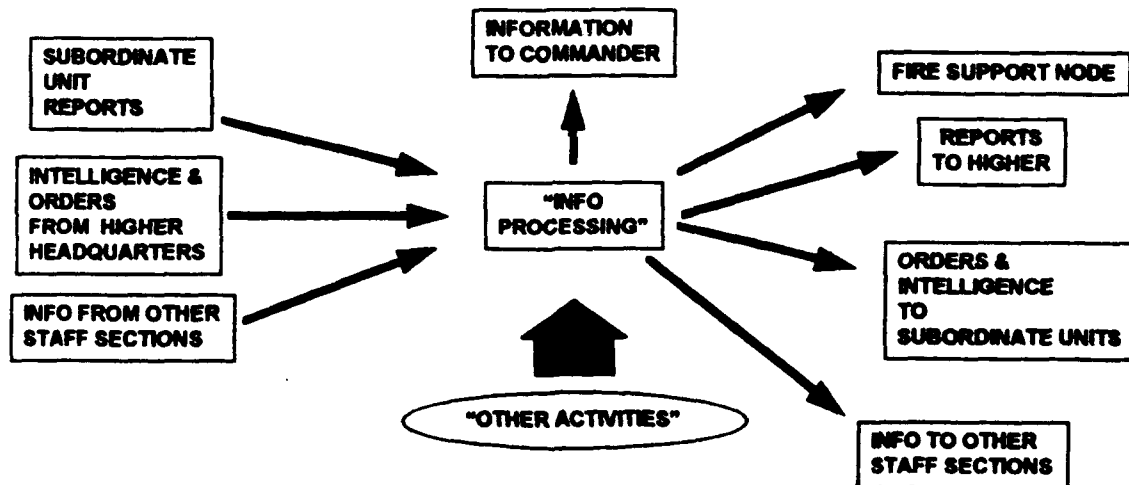 SUBORDINATE
UNIT
REPORTS
INTELLIGENCE &
ORDERS
FROM HIGHER
HEADQUARTERS
INFO FROM OTHER
STAFF SECTIONS
INFORMATION
TO COMMANDER
"INFO
PROCESSING"
"OTHER ACTIVITIES"
FIRE SUPPORT NODE
REPORTS
TO HIGHER
ORDERS &
INTELLIGENCE
TO
SUBORDINATE UNITS
INFO TO OTHER
STAFF SECTIONS